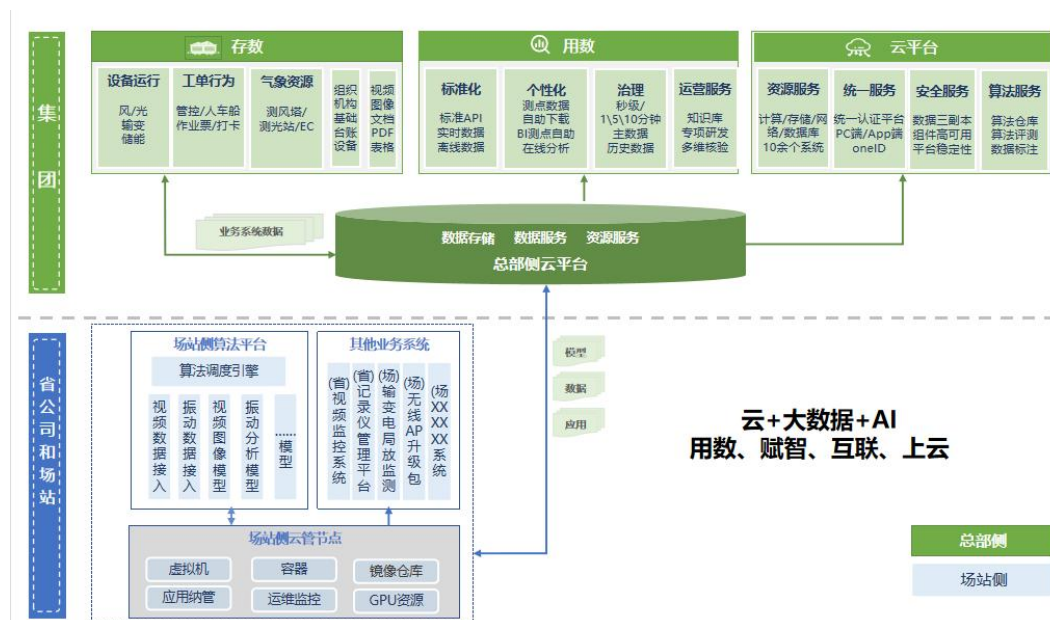 集团
存数
设备运行
风/光
输变
储能
工单行为
管控/人车船
作业票/打卡
气象资源
测风塔/
测光站/EC
组织
机构
基础
台账
设备
视频
图像
文档
PDF
表格
用数
标准化
标准API
实时数据
离线数据
个性化
测点数据
自助下载
BI测点自助
在线分析
治理
秒级/
1\5\10分钟
主数据
历史数据
运营服务
知识库
专项研发
多维核验
云平台
资源服务
计算/存储/网
络/数据库
10余个系统
统一服务
统一认证平台
PC端/App端
oneID
安全服务
数据三副本
组件高可用
平台稳定性
算法服务
算法仓库
算法评测
数据标注
业务系统数据
数据存储 数据服务 资源服务
总部侧云平台
省公司和场站
场站侧算法平台
算法调度引擎
视频数据接入
振动数据接入
视频图像模型
振动分析模型
……模型
其他业务系统
(省)视频监控系统
(省)记录仪管理平台
(场)输变电局放监测
(场)无线AP升级包
(场XXXXX系统
场站侧云管节点
虚拟机
容器
镜像仓库
应用纳管
运维监控
GPU资源
模型
数据
应用
云+大数据+AI
用数、赋智、互联、上云
总部侧
场站侧